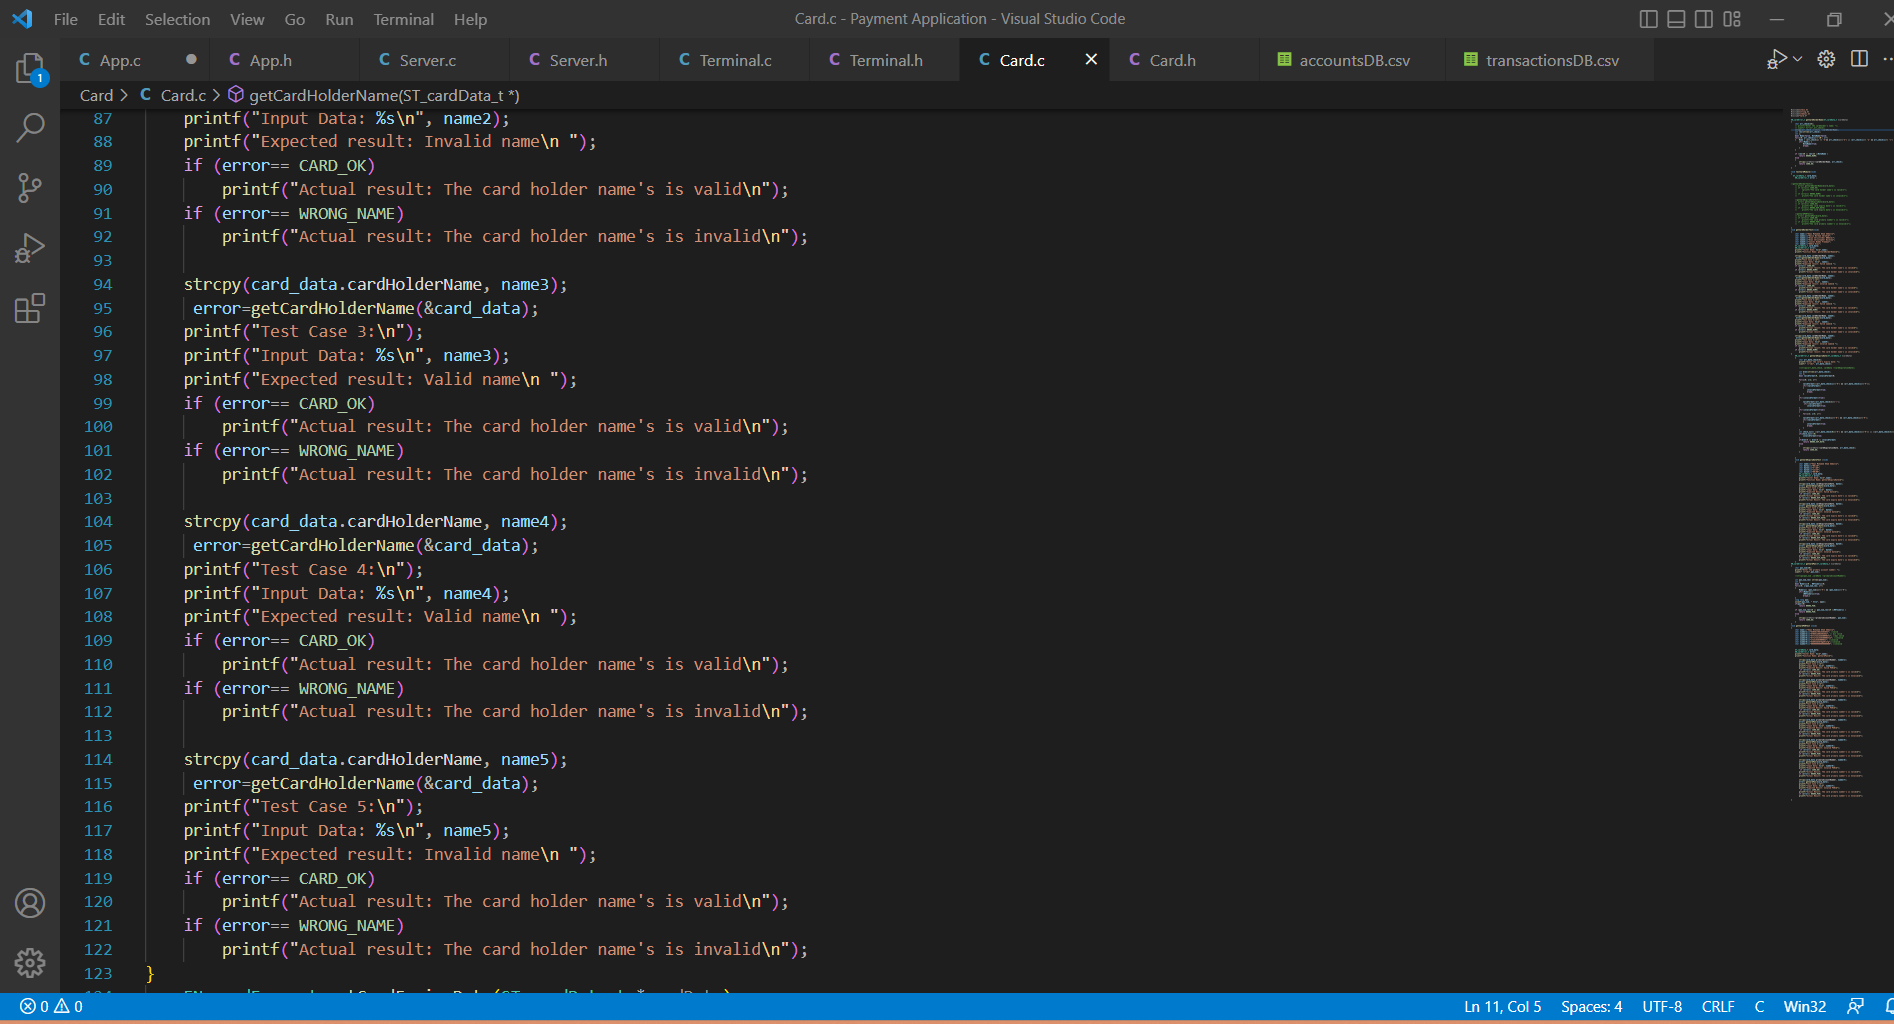 File Edit Selection View Go Run Terminal Help Card.c - Payment Application - Visual Studio Code
App.c App.h Server.c Server.h Terminal.c Terminal.h Card.c Card.h accountsDB.csv transactionsDB.csv
Card > C Card.c > getCardHolderName(ST_cardData_t *)
87 printf("Input Data: %s\n", name2);
88 printf("Expected result: Invalid name\n ");
89 if (error== CARD_OK)
90 printf("Actual result: The card holder name's is valid\n");
91 if (error== WRONG_NAME)
92 printf("Actual result: The card holder name's is invalid\n");
93
94 strcpy(card_data.cardHolderName, name3);
95 error=getCardHolderName(&card_data);
96 printf("Test Case 3:\n");
97 printf("Input Data: %s\n", name3);
98 printf("Expected result: Valid name\n ");
99 if (error== CARD_OK)
100 printf("Actual result: The card holder name's is valid\n");
101 if (error== WRONG_NAME)
102 printf("Actual result: The card holder name's is invalid\n");
103
104 strcpy(card_data.cardHolderName, name4);
105 error=getCardHolderName(&card_data);
106 printf("Test Case 4:\n");
107 printf("Input Data: %s\n", name4);
108 printf("Expected result: Valid name\n ");
109 if (error== CARD_OK)
110 printf("Actual result: The card holder name's is valid\n");
111 if (error== WRONG_NAME)
112 printf("Actual result: The card holder name's is invalid\n");
113
114 strcpy(card_data.cardHolderName, name5);
115 error=getCardHolderName(&card_data);
116 printf("Test Case 5:\n");
117 printf("Input Data: %s\n", name5);
118 printf("Expected result: Invalid name\n ");
119 if (error== CARD_OK)
120 printf("Actual result: The card holder name's is valid\n");
121 if (error== WRONG_NAME)
122 printf("Actual result: The card holder name's is invalid\n");
123 }
0 0 Ln 11, Col 5 Spaces: 4 UTF-8 CRLF C Win32